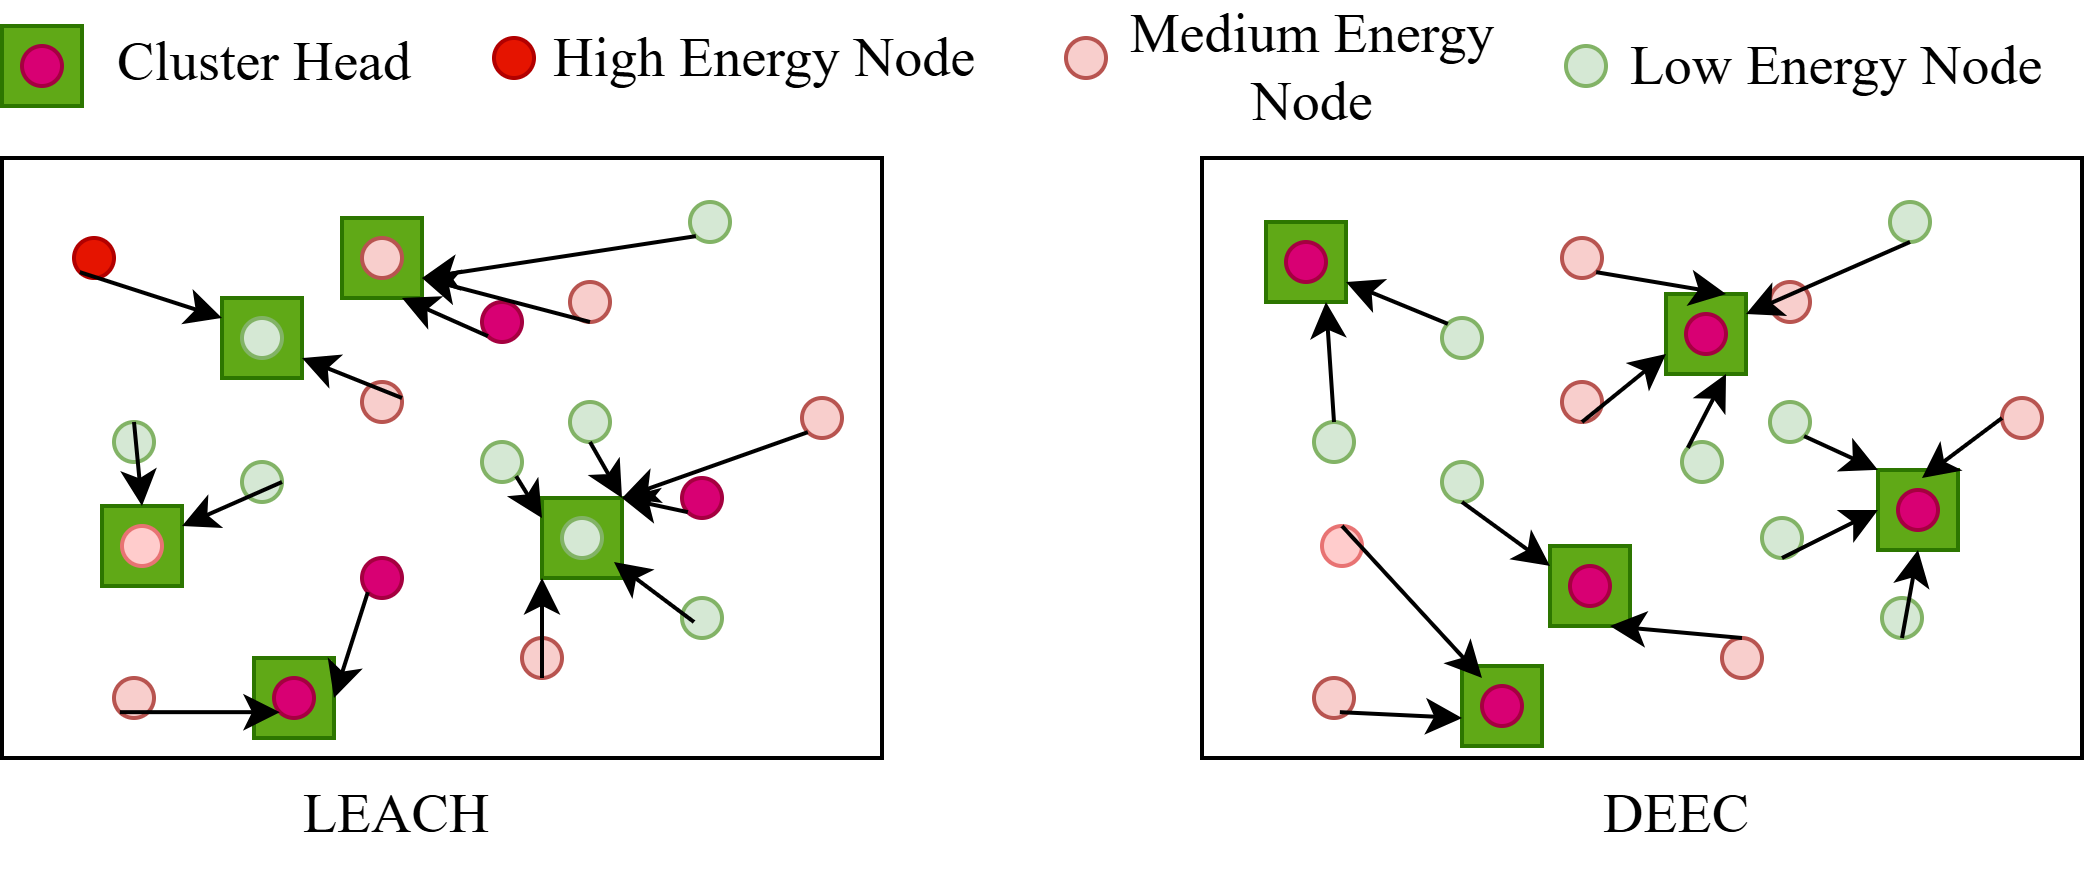 Cluster Head
High Energy Node
Medium Energy
Node
Low Energy Node
LEACH
DEEC